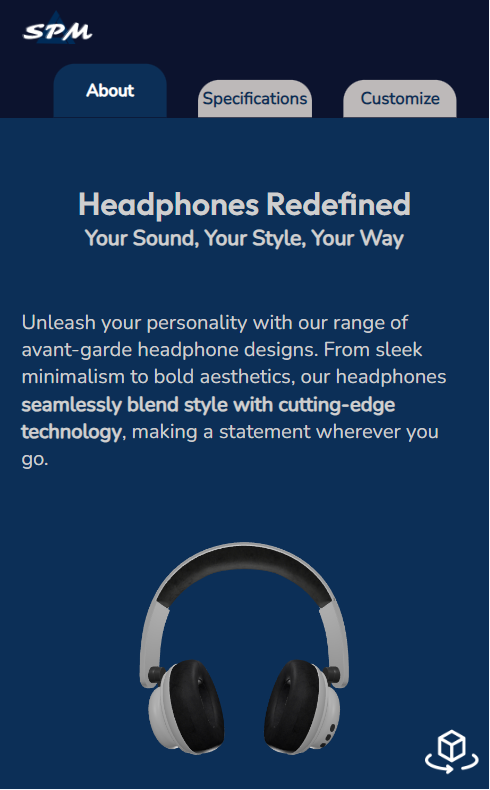 SPM
About
Specifications
Customize
Headphones Redefined
Your Sound, Your Style, Your Way
Unleash your personality with our range of
avant-garde headphone designs. From sleek
minimalism to bold aesthetics, our headphones
seamlessly blend style with cutting-edge
technology, making a statement wherever you
go.